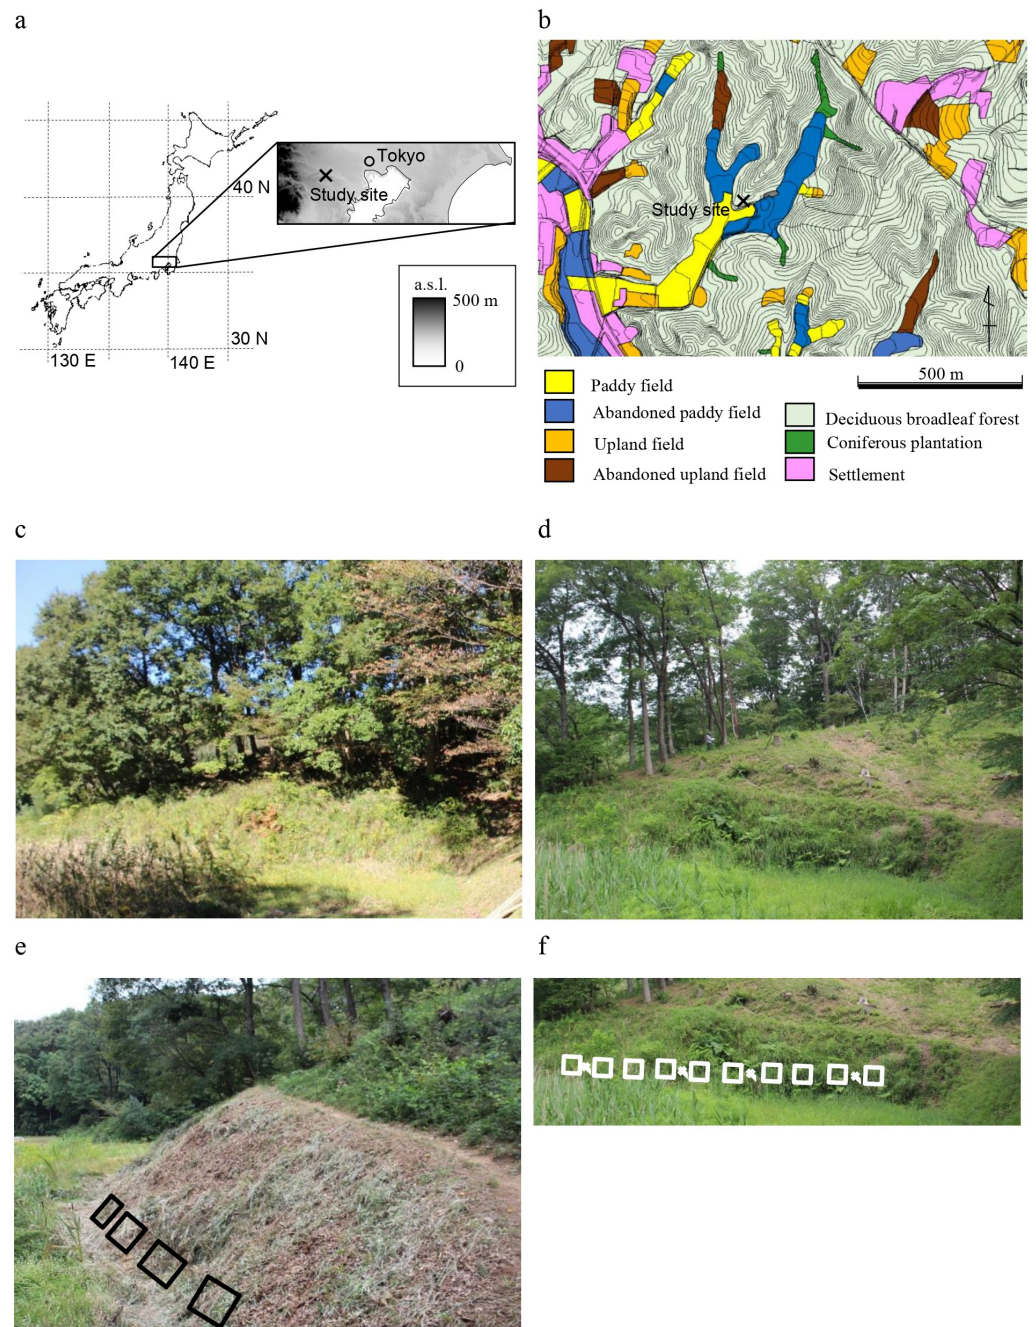 a
b
Tokyo
Study site
40 N
30 N
130 E
140 E
a.s.l.
500 m
0
Study site
500 m
Paddy field
Abandoned paddy field
Upland field
Abandoned upland field
Deciduous broadleaf forest
Coniferous plantation
Settlement
c
d
e
f